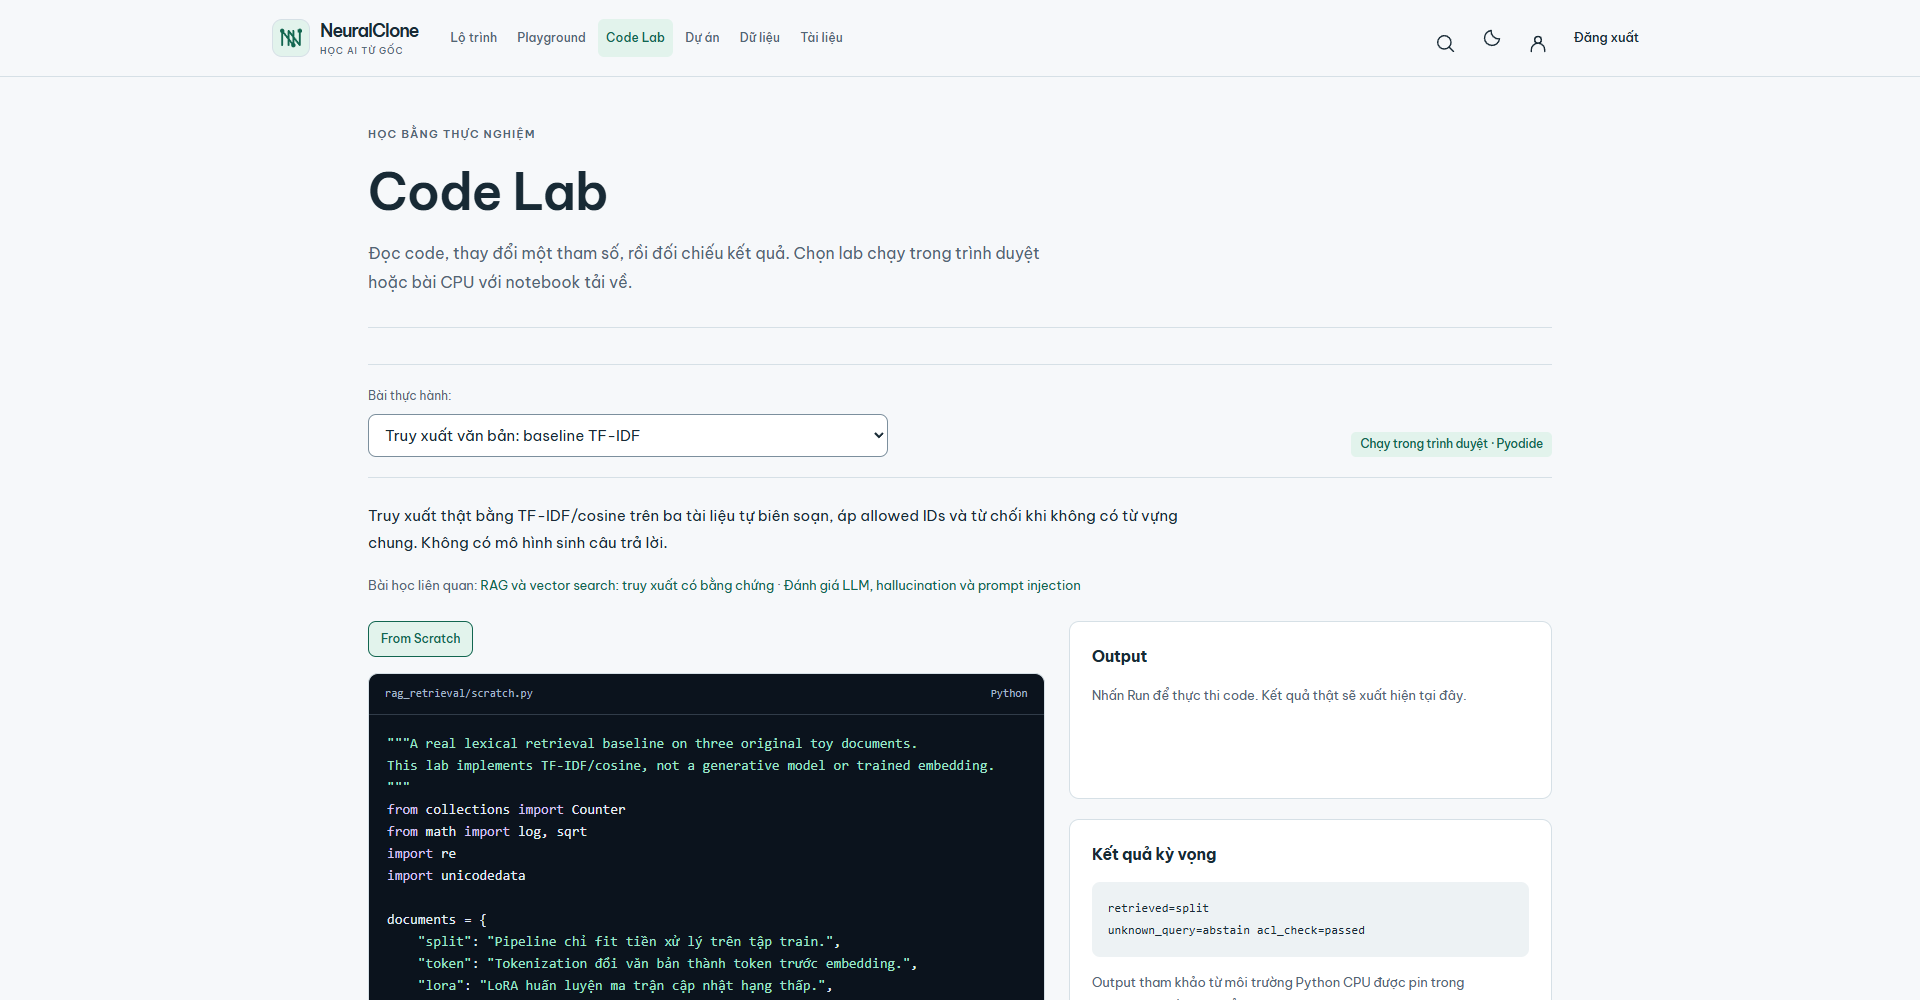 NeuralClone
HỌC AI TỪ GỐC
Lộ trình
Playground
Code Lab
Dự án
Dữ liệu
Tài liệu
Đăng xuất
HỌC BẰNG THỰC NGHIỆM
Code Lab
Đọc code, thay đổi một tham số, rồi đối chiếu kết quả. Chọn lab chạy trong trình duyệt
hoặc bài CPU với notebook tải về.
Bài thực hành:
Truy xuất văn bản: baseline TF-IDF
Chạy trong trình duyệt · Pyodide
Truy xuất thật bằng TF-IDF/cosine trên ba tài liệu tự biên soạn, áp allowed IDs và từ chối khi không có từ vựng
chung. Không có mô hình sinh câu trả lời.
Bài học liên quan: RAG và vector search: truy xuất có bằng chứng · Đánh giá LLM, hallucination và prompt injection
From Scratch
rag_retrieval/scratch.py
Python
"""A real lexical retrieval baseline on three original toy documents.
This lab implements TF-IDF/cosine, not a generative model or trained embedding.
"""
from collections import Counter
from math import log, sqrt
import re
import unicodedata
documents = {
"split": "Pipeline chỉ fit tiền xử lý trên tập train.",
"token": "Tokenization đổi văn bản thành token trước embedding.",
"lora": "LoRA huấn luyện ma trận cập nhật hạng thấp.",
Output
Nhấn Run để thực thi code. Kết quả thật sẽ xuất hiện tại đây.
Kết quả kỳ vọng
retrieved=split
unknown_query=abstain acl_check=passed
Output tham khảo từ môi trường Python CPU được pin trong